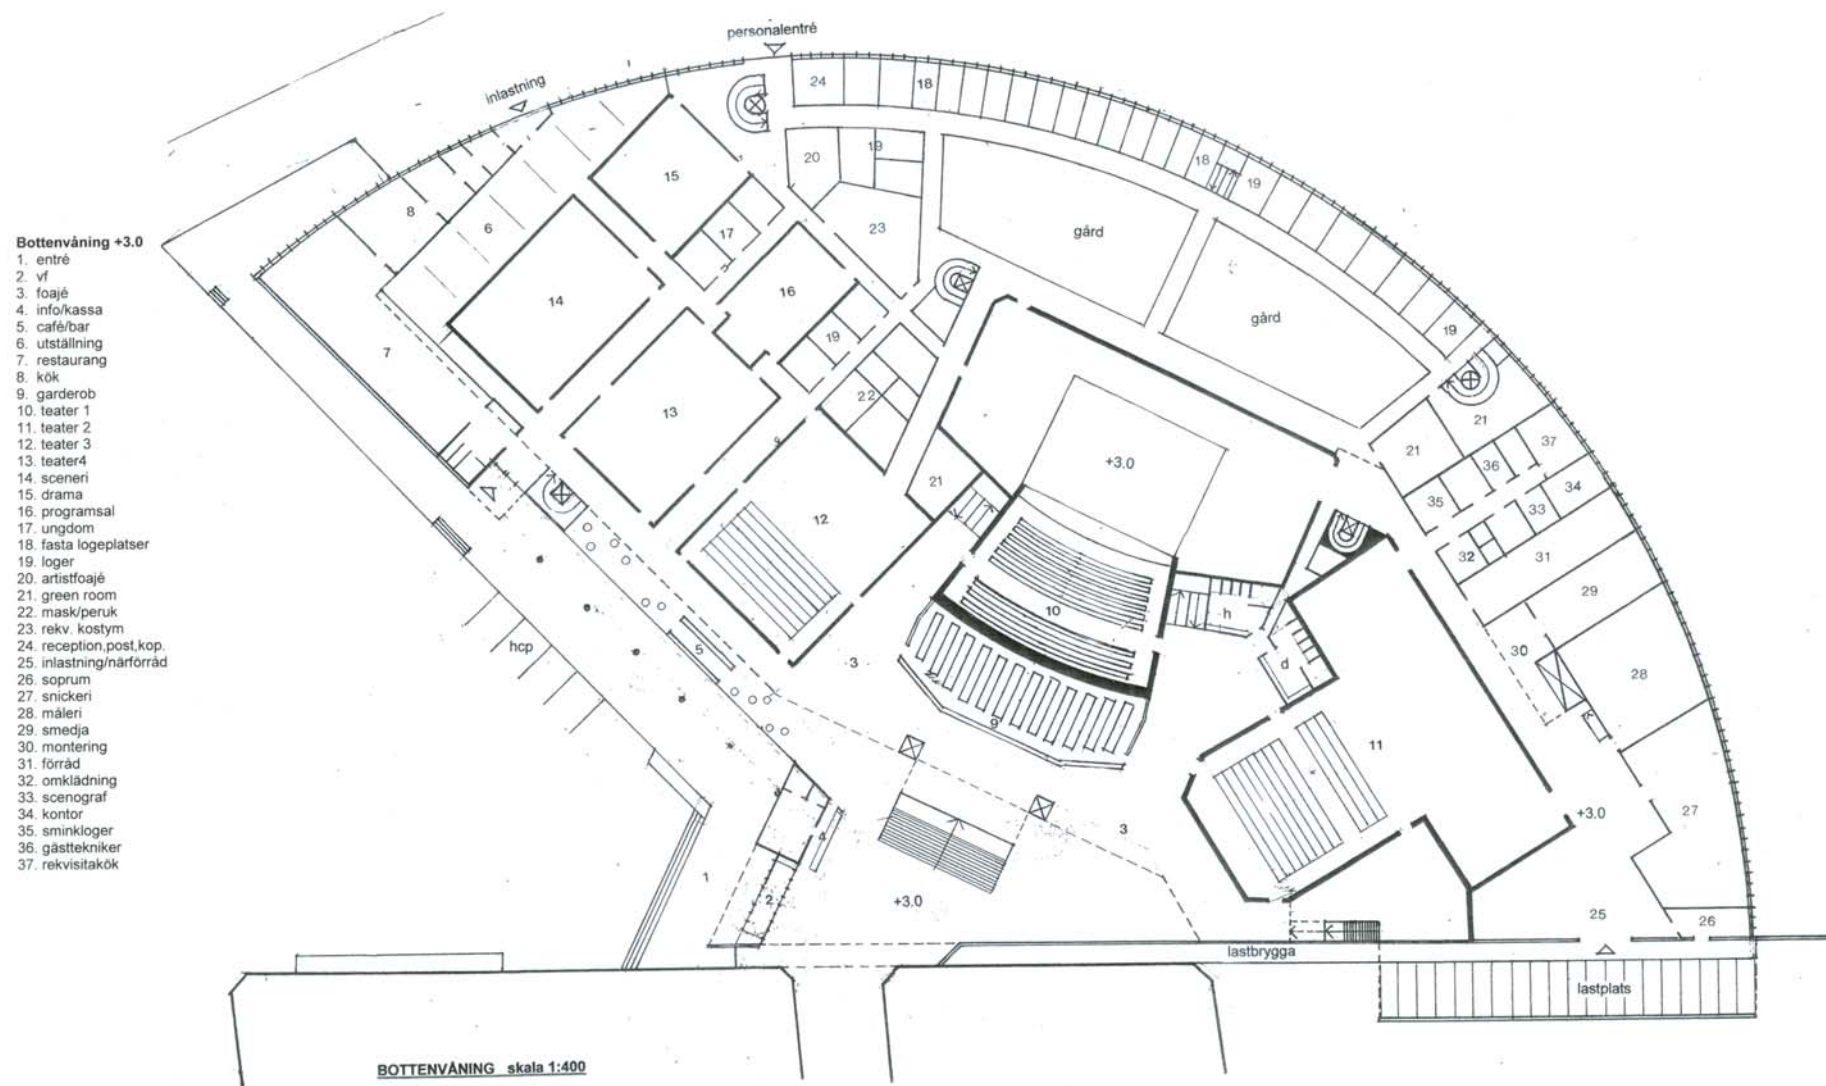 personalentré
inlastning
24
18
20
19
18
19
15
8
6
17
23
gård
gård
Bottenvåning +3.0
1. entré
2. vf
3. foajé
4. info/kassa
5. café/bar
6. utställning
7. restaurang
8. kök
9. garderob
10. teater 1
11. teater 2
12. teater 3
13. teater4
14. sceneri
15. drama
16. programsal
17. ungdom
18. fasta logeplatser
19. loger
20. artistfoajé
21. green room
22. mask/peruk
23. rekv. kostym
24. reception,post,kop.
25. inlastning/närförråd
26. soprum
27. snickeri
28. måleri
29. smedja
30. montering
31. förråd
32. omklädning
33. scenograf
34. kontor
35. sminkloger
36. gästtekniker
37. rekvisitakök
14
16
19
19
7
22
13
+3.0
21
21
37
36
34
35
33
21
12
32
31
29
10
h
5
3
hcp
d
30
28
9
11
3
4
+3.0
27
1
2
+3.0
25
26
lastbrygga
lastplats
BOTTENVÅNING skala 1:400